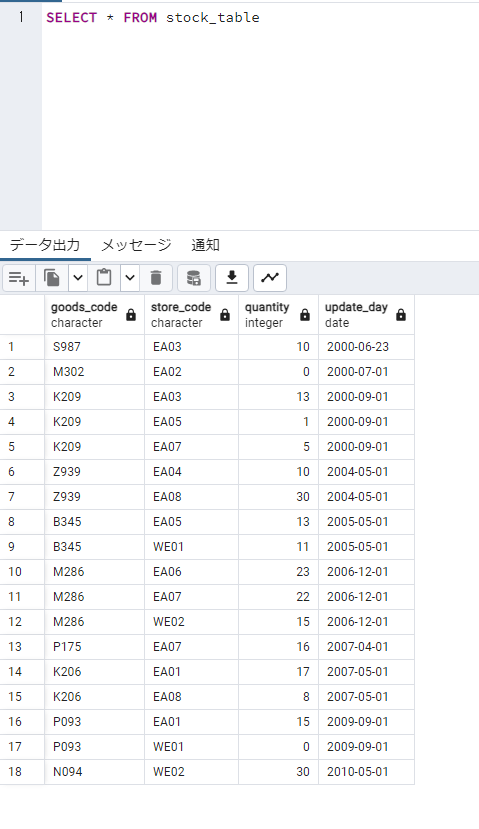 1 SELECT * FROM stock_table
データ出力 メッセージ 通知
goods_code store_code quantity update_day
character character integer date
1 S987 EA03 10 2000-06-23
2 M302 EA02 0 2000-07-01
3 K209 EA03 13 2000-09-01
4 K209 EA05 1 2000-09-01
5 K209 EA07 5 2000-09-01
6 Z939 EA04 10 2004-05-01
7 Z939 EA08 30 2004-05-01
8 B345 EA05 13 2005-05-01
9 B345 WE01 11 2005-05-01
10 M286 EA06 23 2006-12-01
11 M286 EA07 22 2006-12-01
12 M286 WE02 15 2006-12-01
13 P175 EA07 16 2007-04-01
14 K206 EA01 17 2007-05-01
15 K206 EA08 8 2007-05-01
16 P093 EA01 15 2009-09-01
17 P093 WE01 0 2009-09-01
18 N094 WE02 30 2010-05-01